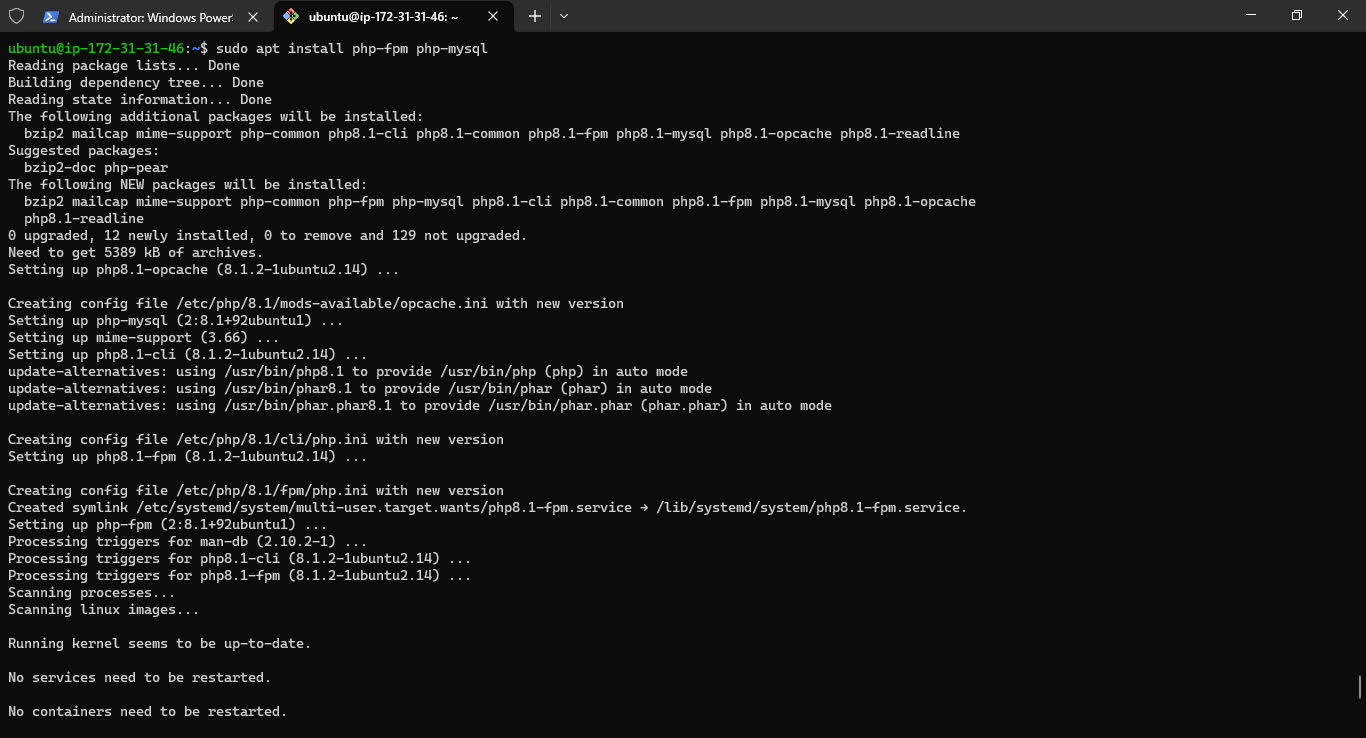 Administrator: Windows Power
ubuntu@ip-172-31-31-46: ~
ubuntu@ip-172-31-31-46:~$ sudo apt install php-fpm php-mysql
Reading package lists... Done
Building dependency tree... Done
Reading state information... Done
The following additional packages will be installed:
  bzip2 mailcap mime-support php-common php8.1-cli php8.1-common php8.1-fpm php8.1-mysql php8.1-opcache php8.1-readline
Suggested packages:
  bzip2-doc php-pear
The following NEW packages will be installed:
  bzip2 mailcap mime-support php-common php-fpm php-mysql php8.1-cli php8.1-common php8.1-fpm php8.1-mysql php8.1-opcache
  php8.1-readline
0 upgraded, 12 newly installed, 0 to remove and 129 not upgraded.
Need to get 5389 kB of archives.
Setting up php8.1-opcache (8.1.2-1ubuntu2.14) ...

Creating config file /etc/php/8.1/mods-available/opcache.ini with new version
Setting up php-mysql (2:8.1+92ubuntu1) ...
Setting up mime-support (3.66) ...
Setting up php8.1-cli (8.1.2-1ubuntu2.14) ...
update-alternatives: using /usr/bin/php8.1 to provide /usr/bin/php (php) in auto mode
update-alternatives: using /usr/bin/phar8.1 to provide /usr/bin/phar (phar) in auto mode
update-alternatives: using /usr/bin/phar.phar8.1 to provide /usr/bin/phar.phar (phar.phar) in auto mode

Creating config file /etc/php/8.1/cli/php.ini with new version
Setting up php8.1-fpm (8.1.2-1ubuntu2.14) ...

Creating config file /etc/php/8.1/fpm/php.ini with new version
Created symlink /etc/systemd/system/multi-user.target.wants/php8.1-fpm.service → /lib/systemd/system/php8.1-fpm.service.
Setting up php-fpm (2:8.1+92ubuntu1) ...
Processing triggers for man-db (2.10.2-1) ...
Processing triggers for php8.1-cli (8.1.2-1ubuntu2.14) ...
Processing triggers for php8.1-fpm (8.1.2-1ubuntu2.14) ...
Scanning processes...
Scanning linux images...

Running kernel seems to be up-to-date.

No services need to be restarted.

No containers need to be restarted.